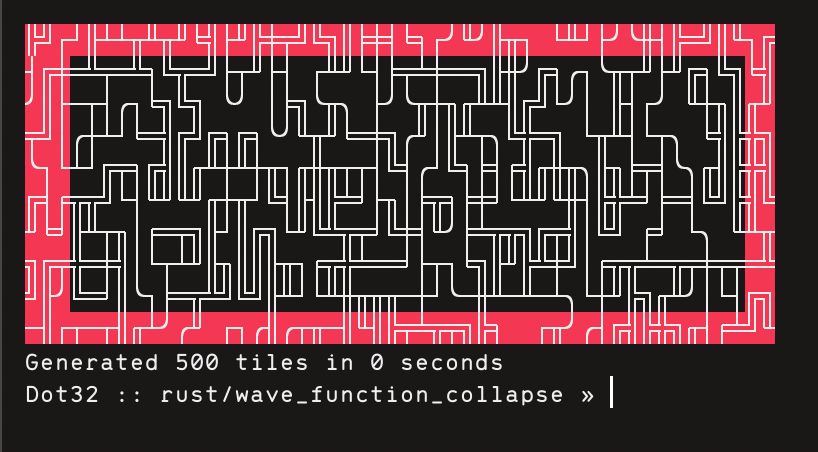 Generated 500 tiles in 0 seconds
Dot32 :: rust/wave_function_collapse »